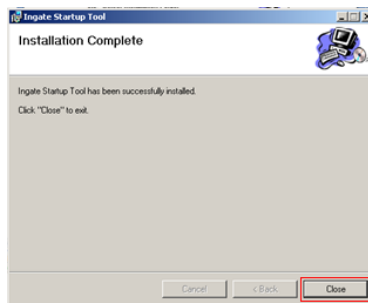 Ingate Startup Tool
Installation Complete
Ingate Startup Tool has been successfully installed.
Click "Close" to exit.
Cancel
< Back
Close